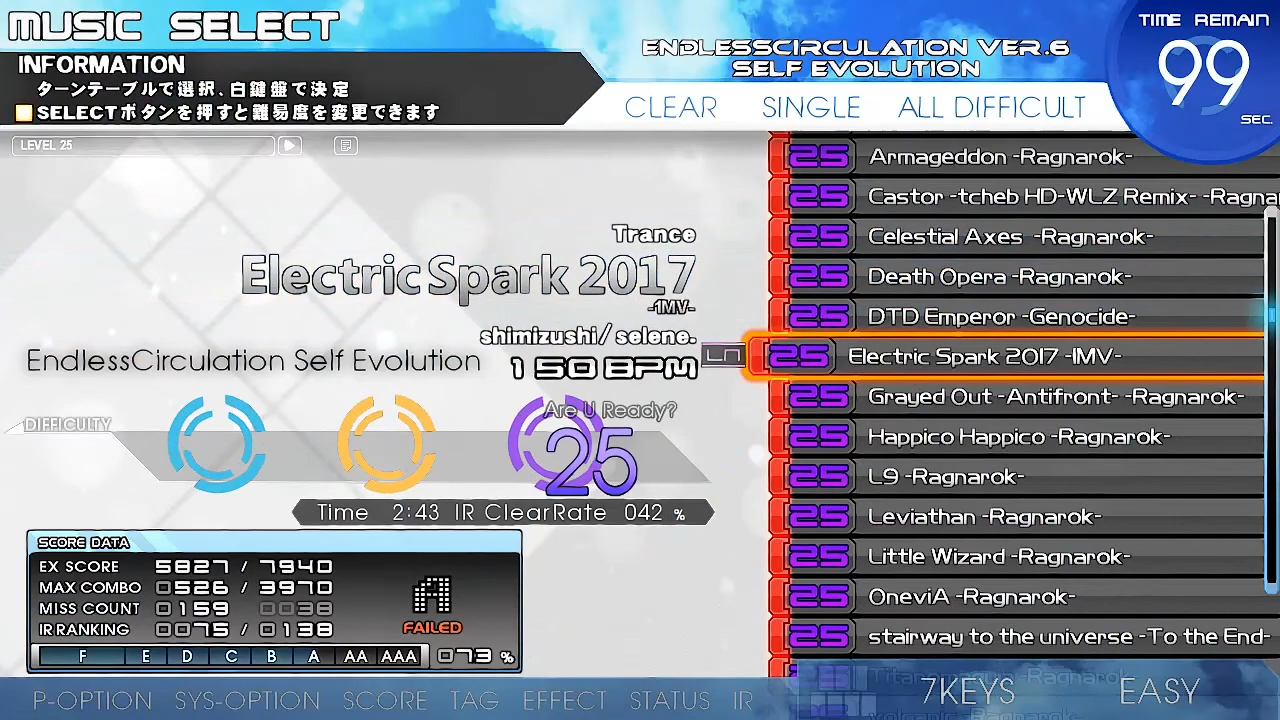 MUSIC SELECT
INFORMATION
ターンテーブルで選択、白鍵盤で決定
SELECTボタンを押すと難易度を変更できます
ENDLESSCIRCULATION VER.6
SELF EVOLUTION
TIME REMAIN
99
SEC.
CLEAR SINGLE ALL DIFFICULT
LEVEL 25
Trance
Electric Spark 2017
-1MV-
shimizushi/ selene.
EndlessCirculation Self Evolution
150 BPM
DIFFICULTY
Are U Ready?
25
Time 2:43 IR ClearRate 042 %
SCORE DATA
EX SCORE 5827 / 7940
MAX COMBO 0526 / 3970
MISS COUNT 0159 0038
IR RANKING 0075 / 0138
A
FAILED
F E D C B A AA AAA 073 %
25 Armageddon -Ragnarok-
25 Castor -tcheb HD-WLZ Remix- -Ragna
25 Celestial Axes -Ragnarok-
25 Death Opera -Ragnarok-
25 DTD Emperor -Genocide-
LN 25 Electric Spark 2017 -1MV-
25 Grayed Out -Antifront- -Ragnarok-
25 Happico Happico -Ragnarok-
25 L9 -Ragnarok-
25 Leviathan -Ragnarok-
25 Little Wizard -Ragnarok-
25 OneviA -Ragnarok-
25 stairway to the universe -To the End-
P-OPTION SYS-OPTION SCORE TAG EFFECT STATUS IR
7KEYS EASY